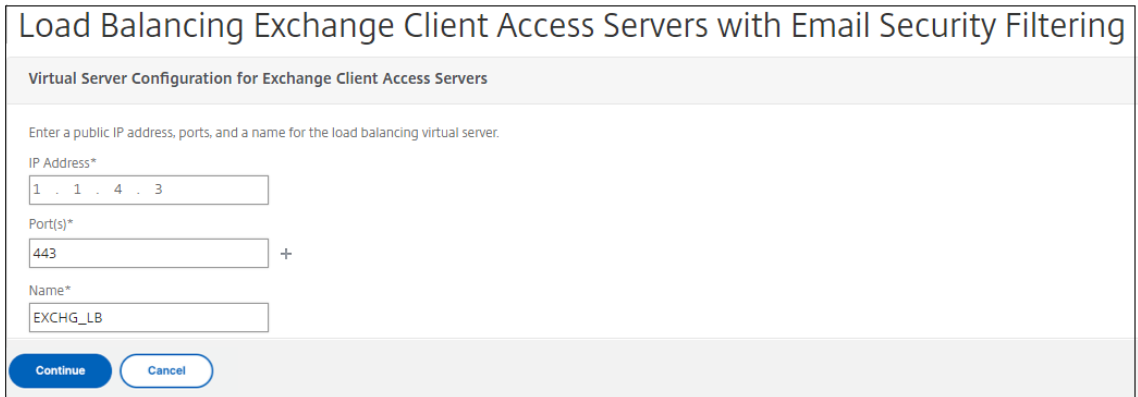 Load Balancing Exchange Client Access Servers with Email Security Filtering
Virtual Server Configuration for Exchange Client Access Servers
Enter a public IP address, ports, and a name for the load balancing virtual server.
IP Address*
1 . 1 . 4 . 3
Port(s)*
443 +
Name*
EXCHG_LB
Continue Cancel